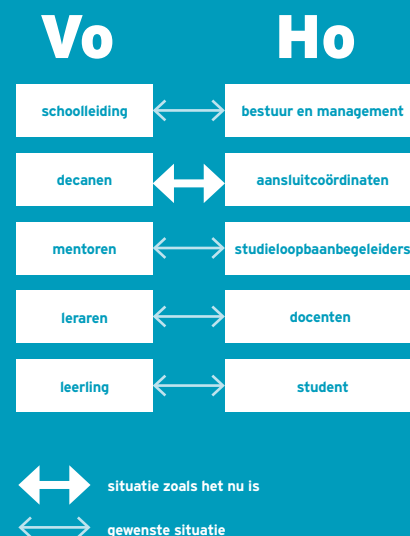 Vo Ho
schoolleiding bestuur en management
decanen aansluitcoördinaten
mentoren studieloopbaanbegeleiders
leraren docenten
leerling student
situatie zoals het nu is
gewenste situatie